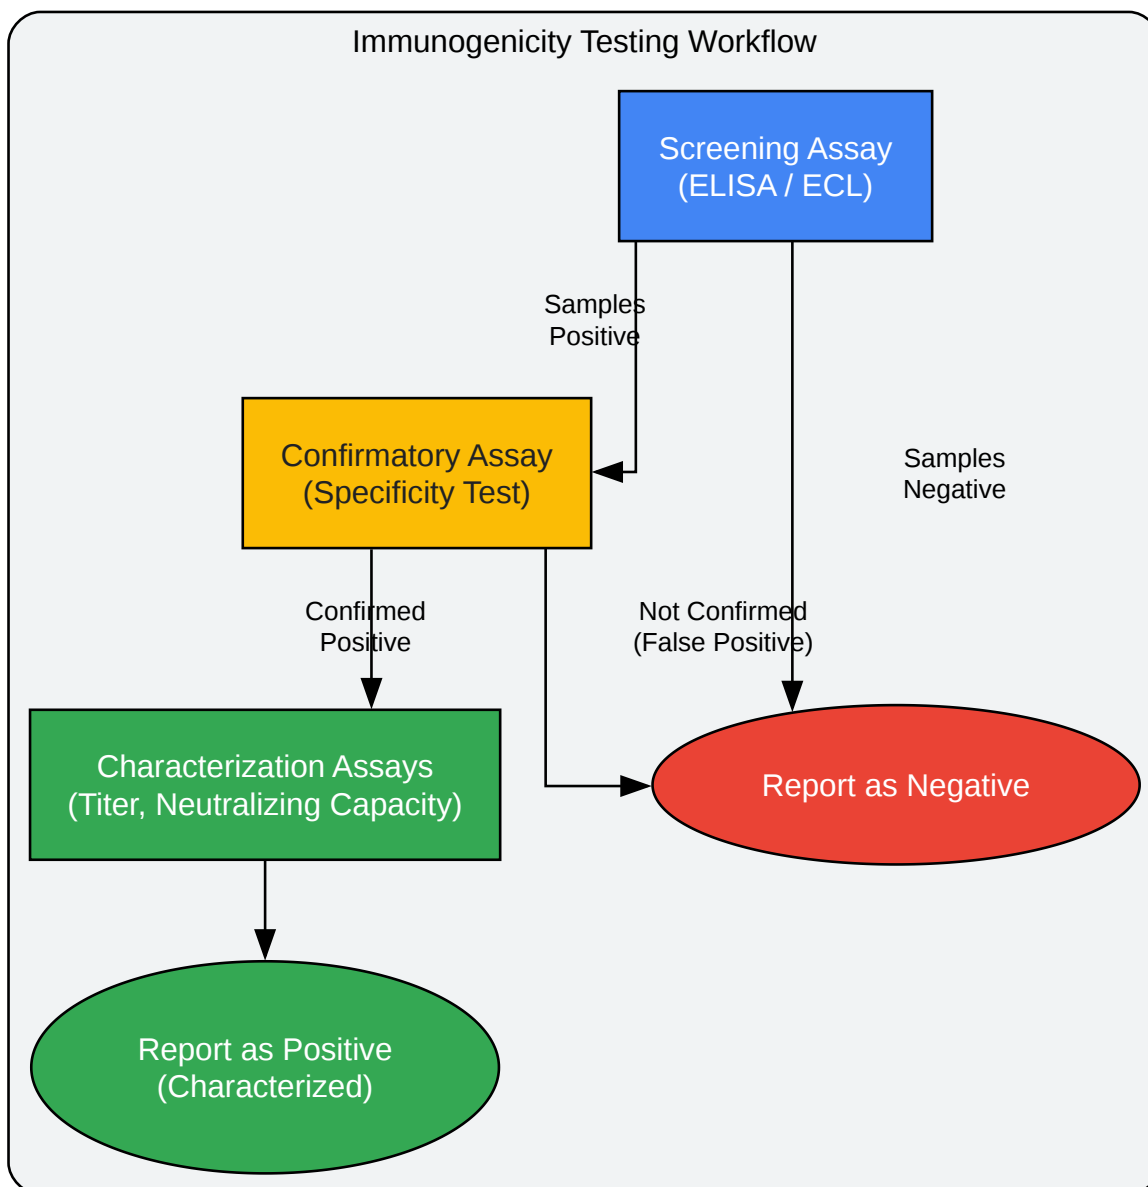 Immunogenicity Testing Workflow
Screening Assay
(ELISA / ECL)
Samples
Positive
Confirmatory Assay
(Specificity Test)
Samples
Negative
Confirmed
Positive
Not Confirmed
(False Positive)
Characterization Assays
(Titer, Neutralizing Capacity)
Report as Negative
Report as Positive
(Characterized)